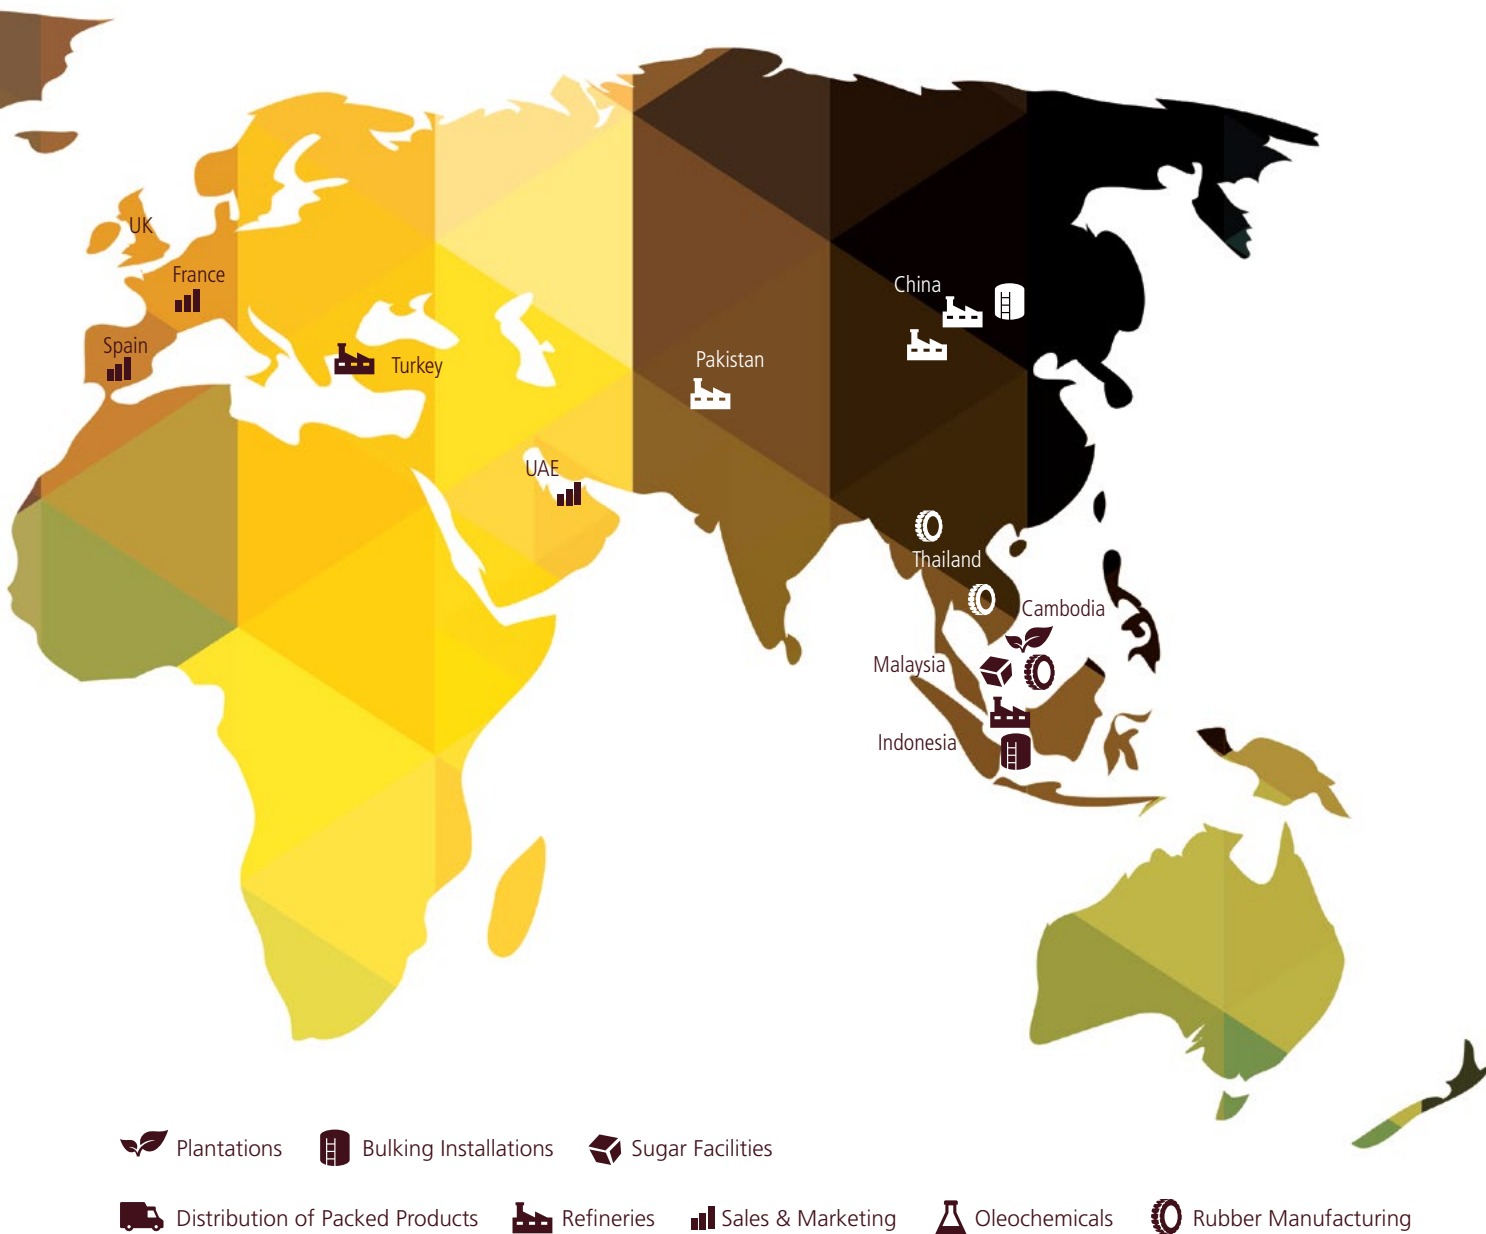 UK
France
China
Spain
Pakistan
Turkey
UAE
Thailand
Cambodia
Malaysia
Indonesia
Plantations Bulking Installations Sugar Facilities
Distribution of Packed Products Refineries Sales & Marketing Oleochemicals Rubber Manufacturing